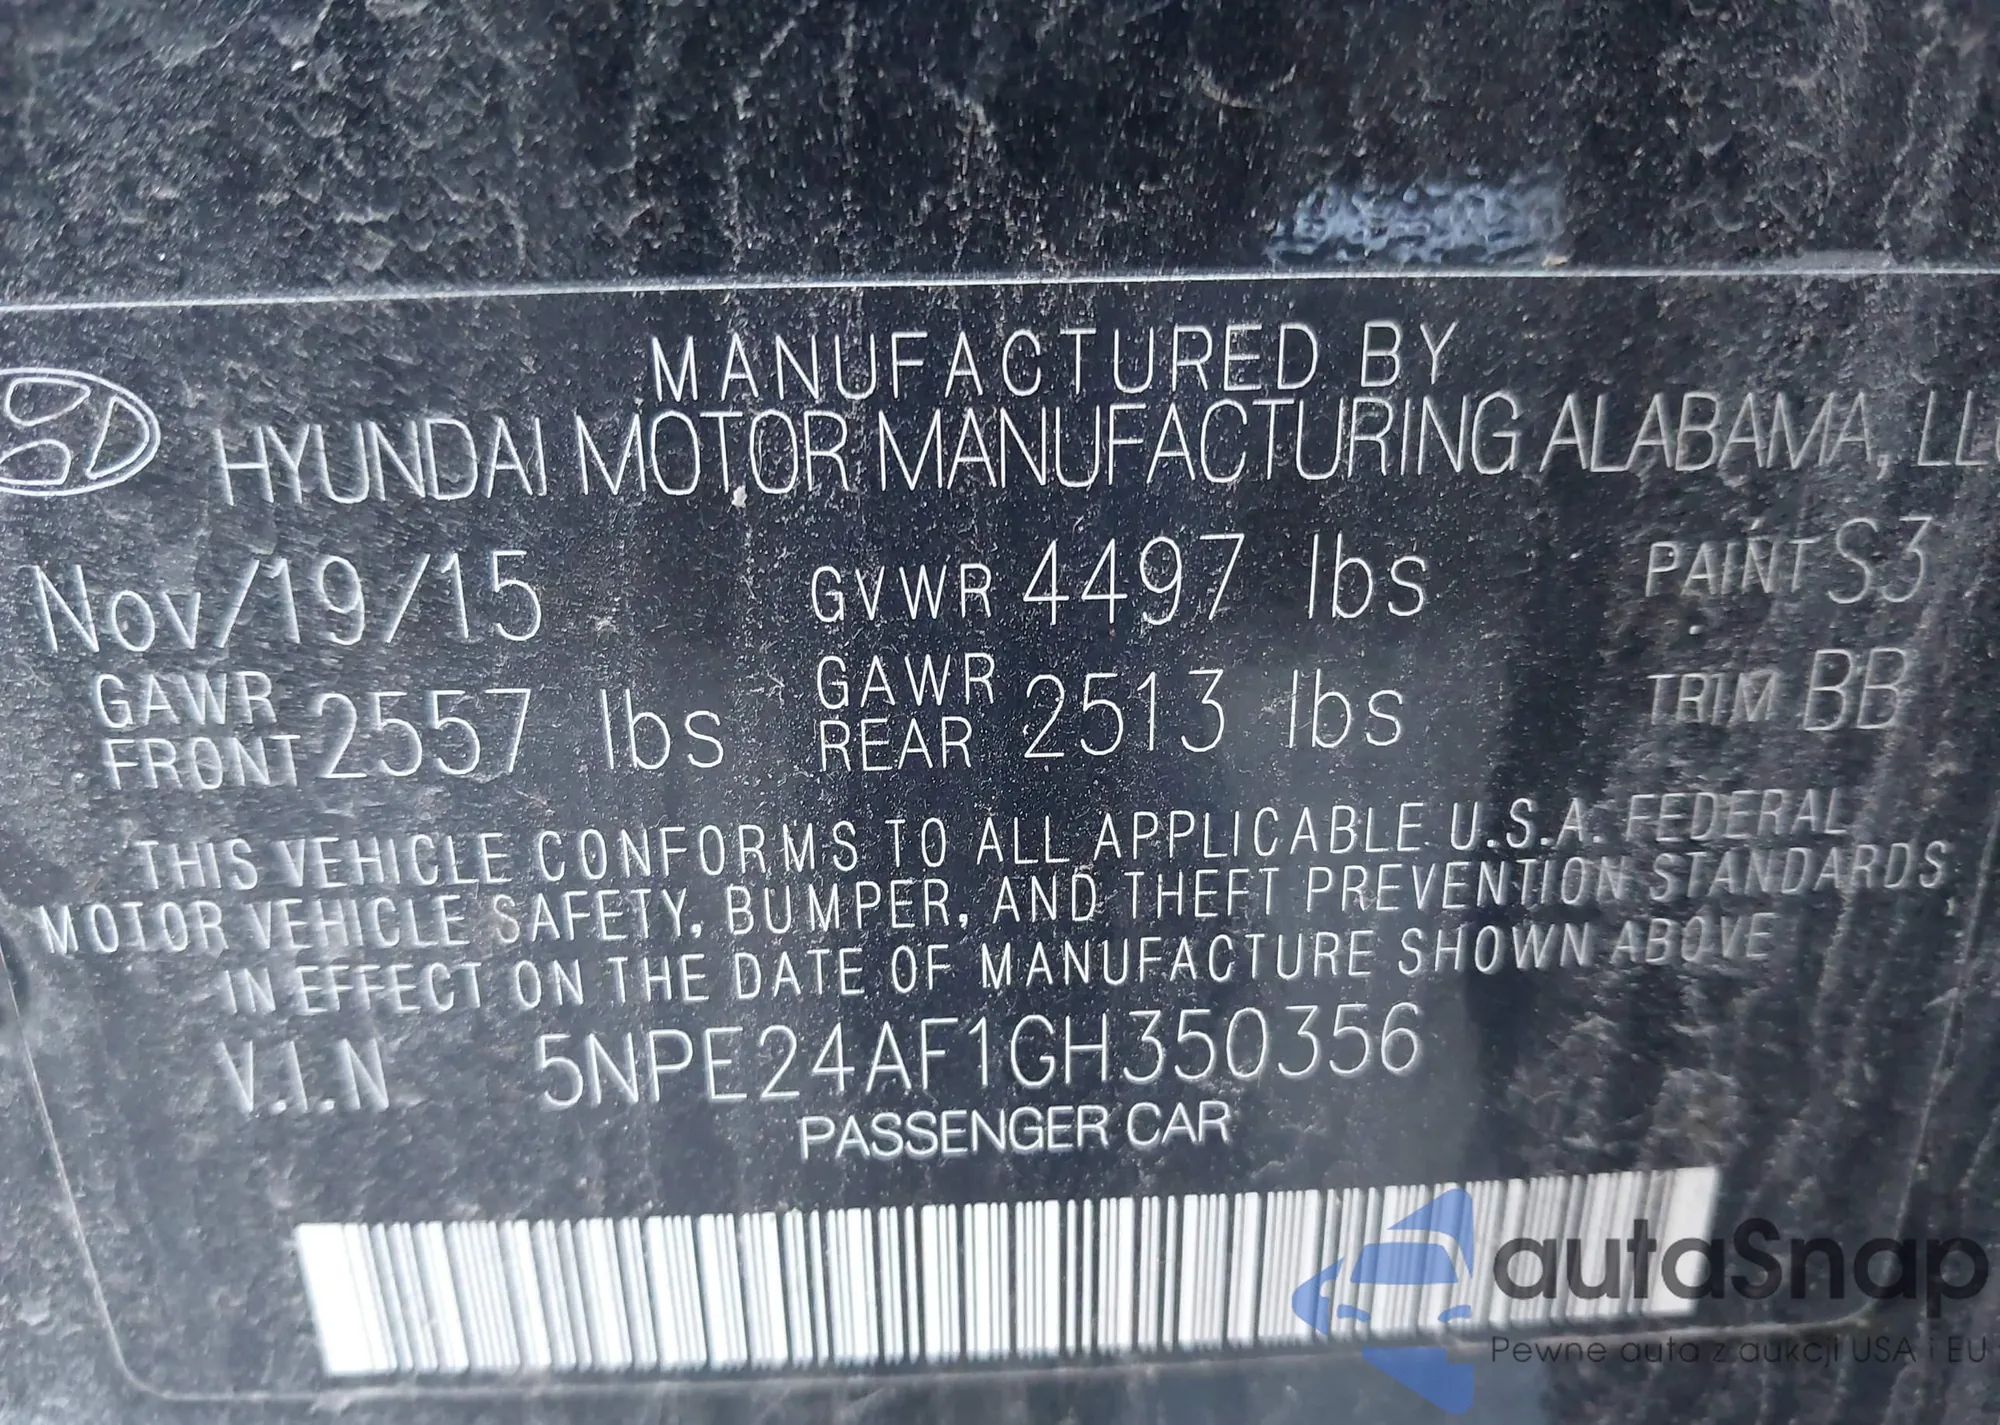 MANUFACTURED BY
HYUNDAI MOTOR MANUFACTURING ALABAMA, LLC
Nov/19/15 GVWR 4497 lbs PAINT S3
GAWR FRONT 2557 lbs GAWR REAR 2513 lbs TRIM BB
THIS VEHICLE CONFORMS TO ALL APPLICABLE U.S.A. FEDERAL
MOTOR VEHICLE SAFETY, BUMPER, AND THEFT PREVENTION STANDARDS
IN EFFECT ON THE DATE OF MANUFACTURE SHOWN ABOVE
V.I.N 5NPE24AF1GH350356
PASSENGER CAR
autaSnap
Pewne auta z aukcji USA i EU